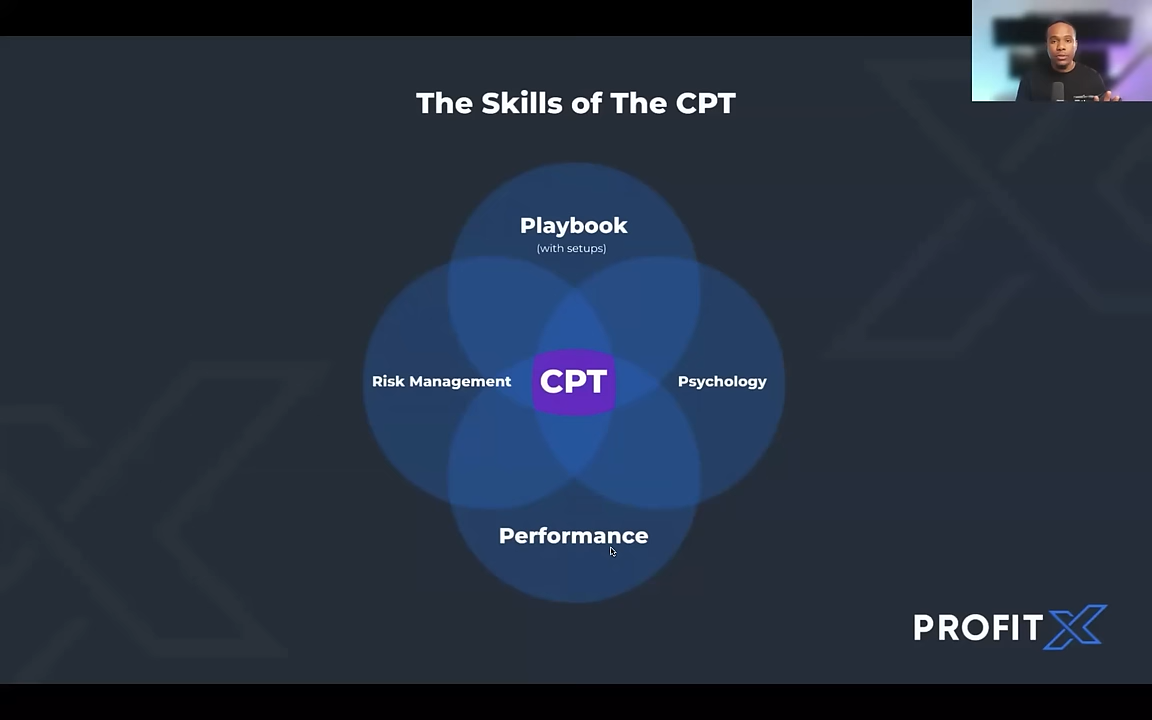 The Skills of The CPT
Playbook
(with setups)
Risk Management
CPT
Psychology
Performance
PROFIT X